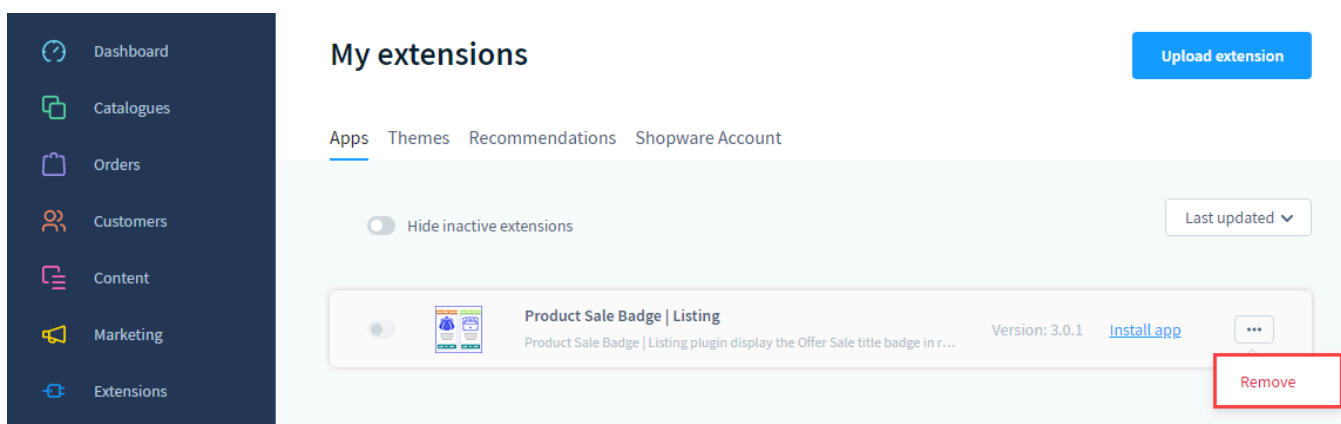 Dashboard
Catalogues
Orders
Customers
Content
Marketing
Extensions
My extensions
Upload extension
Apps Themes Recommendations Shopware Account
Hide inactive extensions
Last updated
Product Sale Badge | Listing
Product Sale Badge | Listing plugin display the Offer Sale title badge in r...
Version: 3.0.1
Install app
Remove